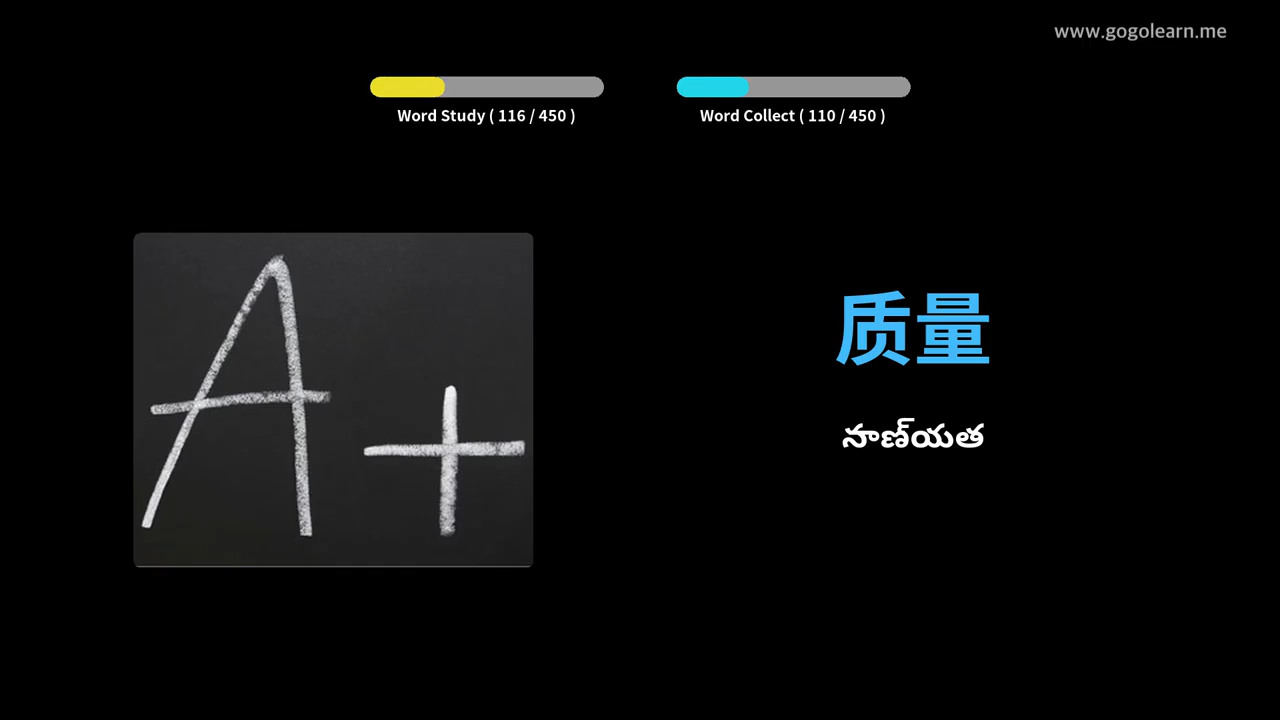 www.gogolearn.me
Word Study ( 116 / 450 )
Word Collect ( 110 / 450 )
A+
质量
నాణ్‌యత